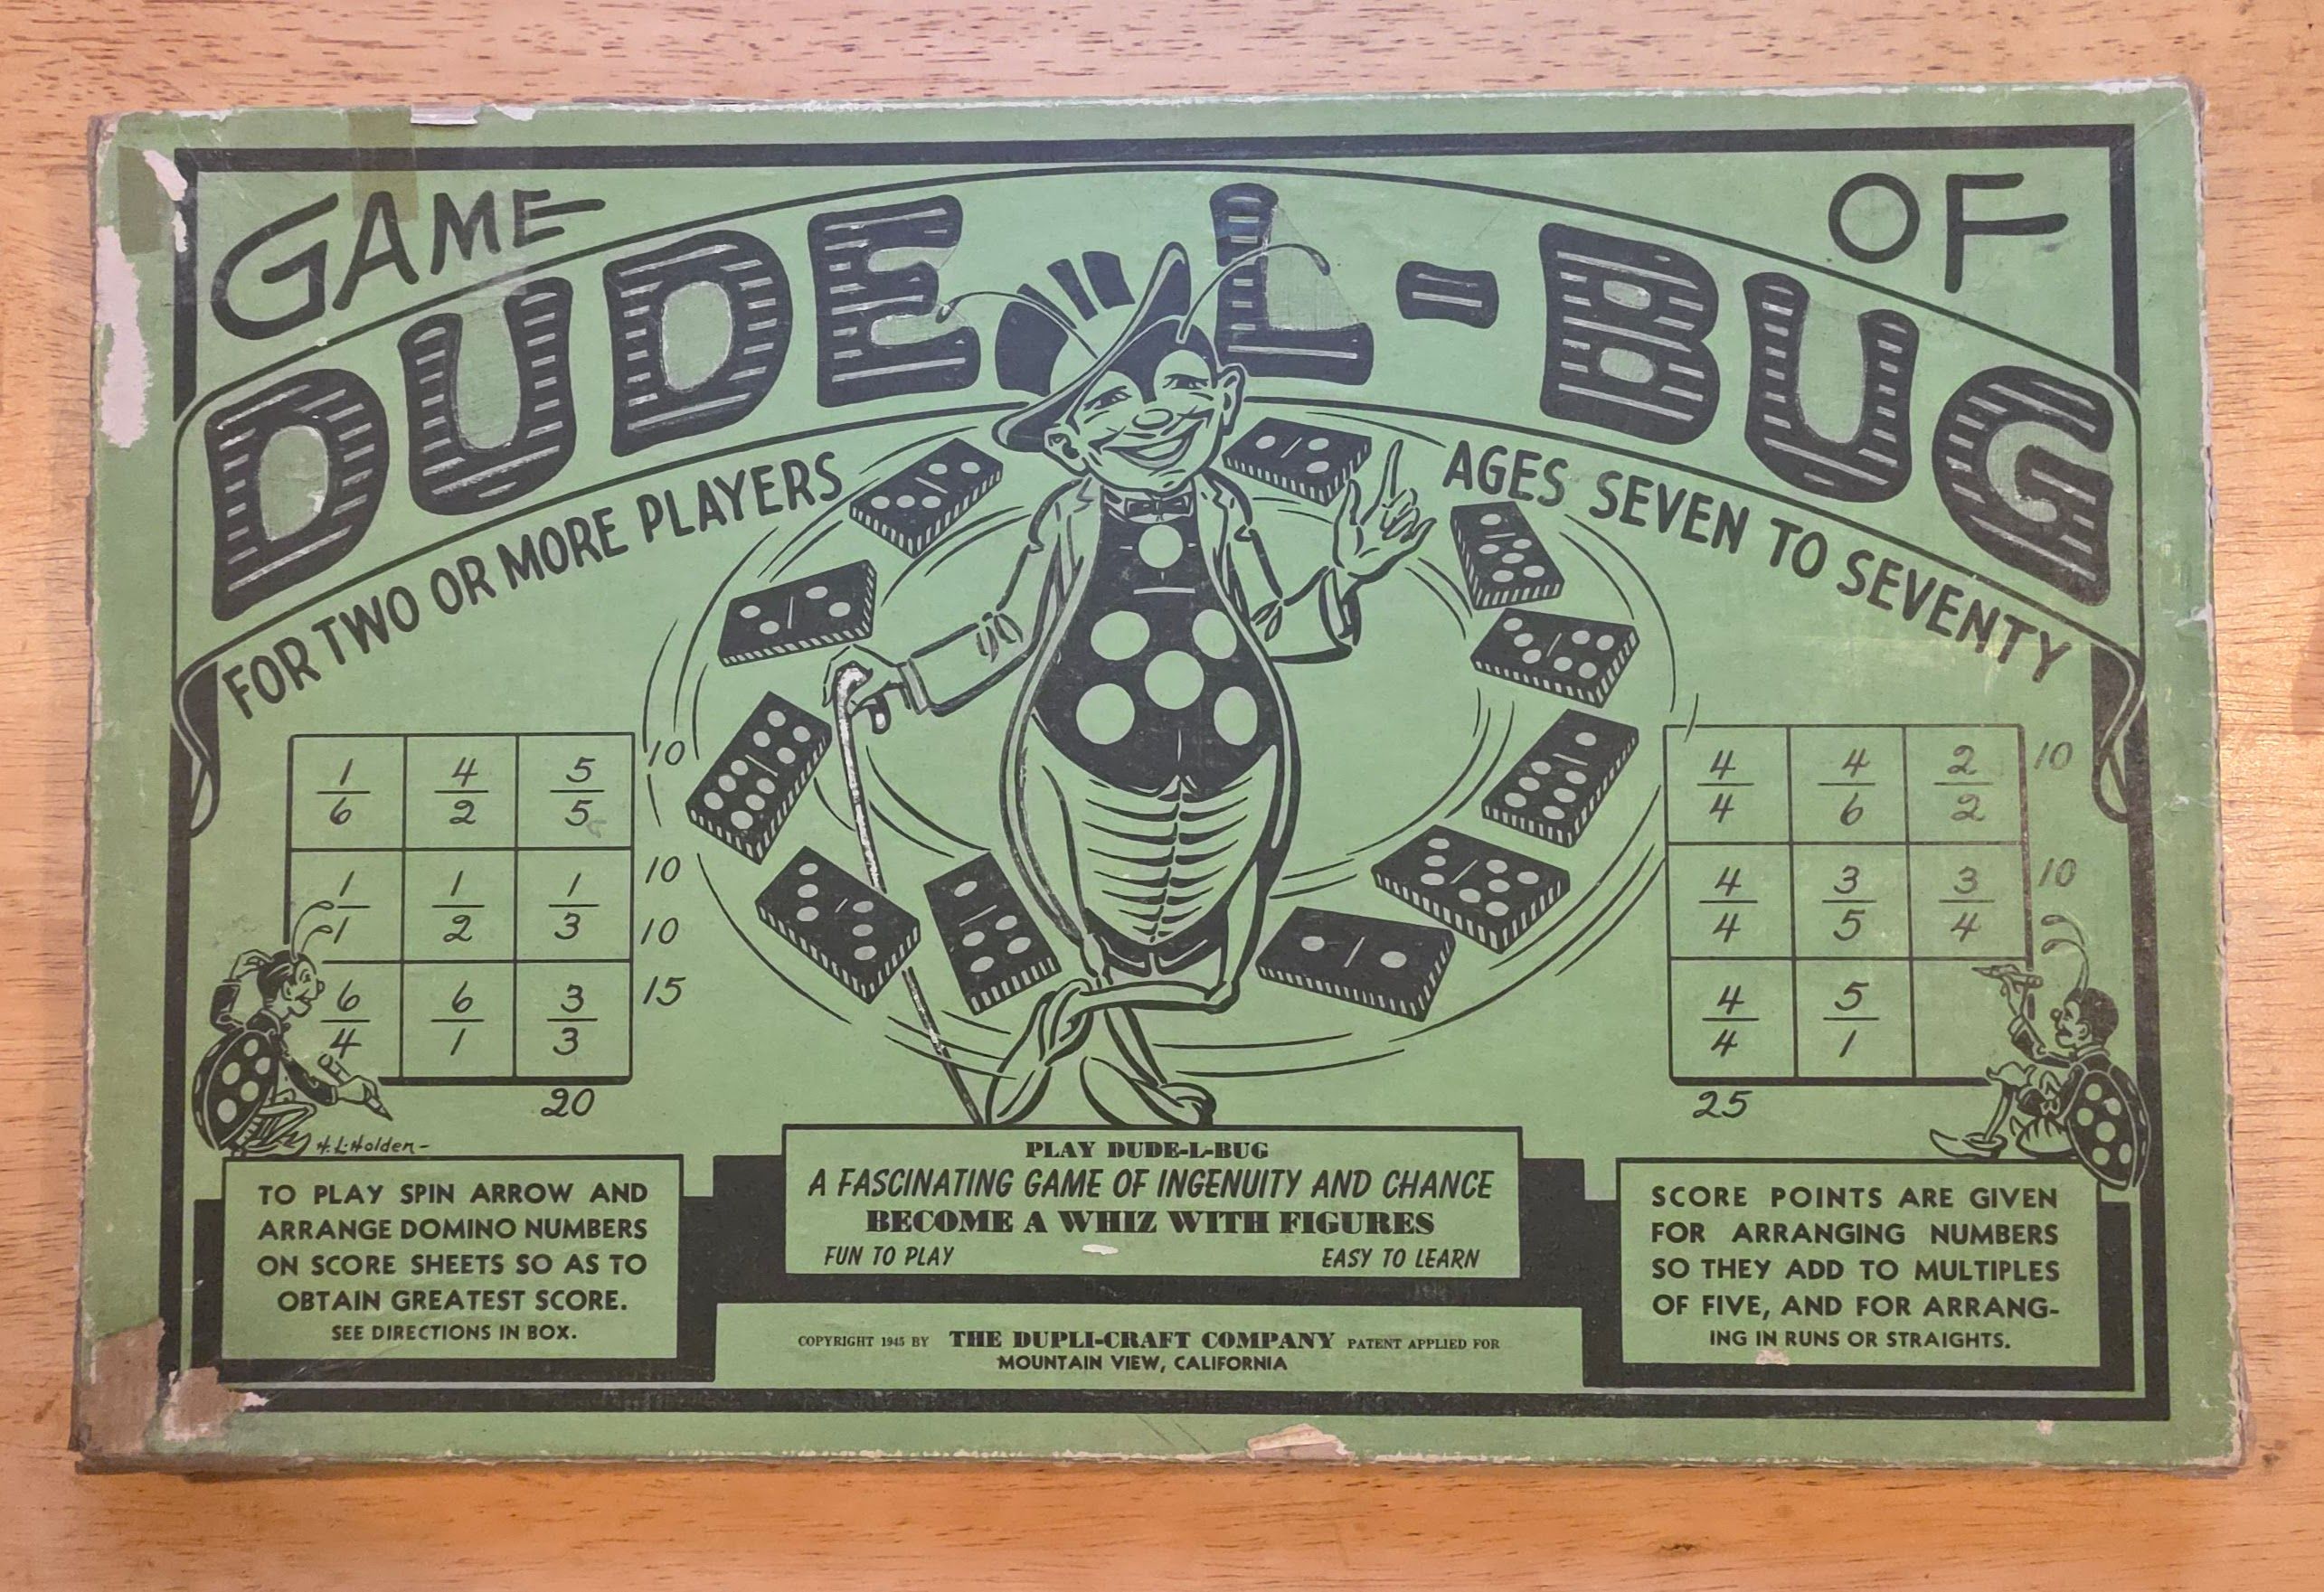 GAME OF
DUDE L-BUG
FOR TWO OR MORE PLAYERS
AGES SEVEN TO SEVENTY
1/6 4/2 5/5 10
1/1 1/2 1/3 10
10
6/4 6/1 3/3 15
20
4/4 4/6 2/2 10
4/4 3/5 3/4 10
4/4 5/1
25
H.L.Holden-
TO PLAY SPIN ARROW AND
ARRANGE DOMINO NUMBERS
ON SCORE SHEETS SO AS TO
OBTAIN GREATEST SCORE.
SEE DIRECTIONS IN BOX.
PLAY DUDE-L-BUG
A FASCINATING GAME OF INGENUITY AND CHANCE
BECOME A WHIZ WITH FIGURES
FUN TO PLAY EASY TO LEARN
COPYRIGHT 1945 BY THE DUPLI-CRAFT COMPANY PATENT APPLIED FOR
MOUNTAIN VIEW, CALIFORNIA
SCORE POINTS ARE GIVEN
FOR ARRANGING NUMBERS
SO THEY ADD TO MULTIPLES
OF FIVE, AND FOR ARRANG-
ING IN RUNS OR STRAIGHTS.